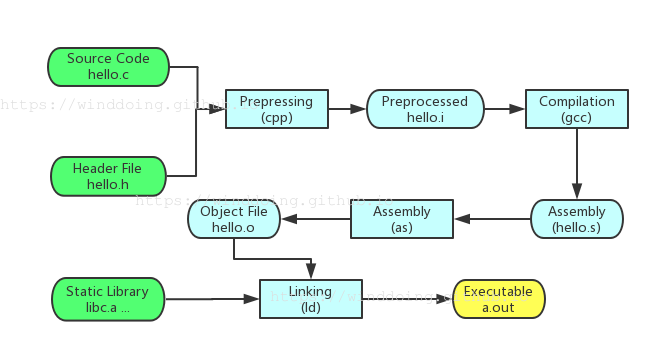 Source Code
hello.c
https://winddoing.github.io
Prepressing
(cpp)
Preprocessed
hello.i
Compilation
(gcc)
Header File
hello.h
https://winddoing.github.io
Object File
hello.o
Assembly
(as)
Assembly
(hello.s)
Static Library
libc.a ...
Linking
(ld)
https://winddoing.github.io
Executable
a.out